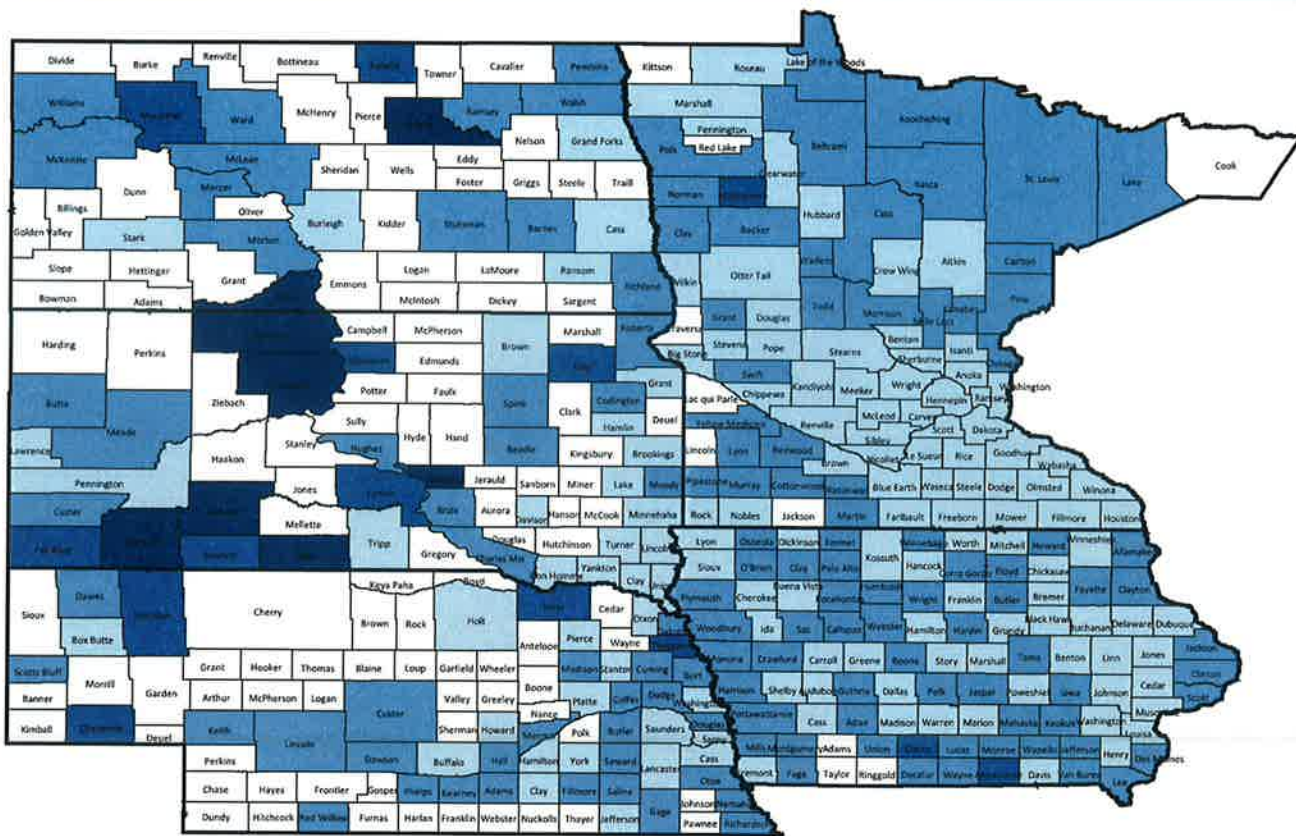 Divide
Burke
Renville
Bottineau
Rolette
Towner
Cavalier
Pembina
Kittson
Roseau
Lake of the Woods
Williams
Ward
McHenry
Pierce
Ramsey
Walsh
Marshall
Koochiching
Nelson
Grand Forks
Pennington
Red Lake
Polk
Beltrami
Cook
McKenzie
McLean
Sheridan
Wells
Eddy
Foster
Griggs
Steele
Traill
Clearwater
Itasca
St. Louis
Lake
Dunn
Mercer
Oliver
Norman
Hubbard
Cass
Billings
Golden Valley
Stark
Morton
Burleigh
Kidder
Stutsman
Barnes
Cass
Clay
Becker
Wadena
Crow Wing
Aitkin
Carlton
Slope
Hettinger
Grant
Emmons
Logan
LaMoure
Ransom
Richland
Wilkin
Otter Tail
Todd
Morrison
Mille Lacs
Pine
Bowman
Adams
McIntosh
Dickey
Sargent
Grant
Douglas
Harding
Perkins
Campbell
McPherson
Brown
Marshall
Roberts
Stevens
Pope
Stearns
Benton
Sherburne
Isanti
Edmunds
Big Stone
Swift
Kandiyohi
Meeker
Wright
Anoka
Washington
Butte
Ziebach
Potter
Faulk
Spink
Clark
Codington
Grant
Deuel
Hamlin
Lac qui Parle
Chippewa
Hennepin
Ramsey
McLeod
Carver
Meade
Sully
Renville
Sibley
Scott
Dakota
Lawrence
Haakon
Stanley
Hughes
Hyde
Hand
Beadle
Kingsbury
Brookings
Lincoln
Lyon
Redwood
Brown
Nicollet
Le Sueur
Rice
Goodhue
Wabasha
Pennington
Jones
Jerauld
Sanborn
Miner
Lake
Moody
Pipestone
Murray
Cottonwood
Watonwan
Blue Earth
Waseca
Steele
Dodge
Olmsted
Winona
Custer
Mellette
Lyman
Brule
Aurora
Davison
Hanson
McCook
Minnehaha
Rock
Nobles
Jackson
Martin
Faribault
Freeborn
Mower
Fillmore
Houston
Fall River
Bennett
Tripp
Gregory
Douglas
Charles Mix
Hutchinson
Turner
Lincoln
Lyon
Osceola
Dickinson
Emmet
Kossuth
Winnebago
Worth
Mitchell
Howard
Winneshiek
Allamakee
Bon Homme
Yankton
Clay
Union
Sioux
O'Brien
Clay
Palo Alto
Hancock
Cerro Gordo
Floyd
Chickasaw
Fayette
Clayton
Sioux
Dawes
Sheridan
Cherry
Keya Paha
Boyd
Knox
Cedar
Dixon
Plymouth
Cherokee
Buena Vista
Pocahontas
Humboldt
Wright
Franklin
Butler
Bremer
Box Butte
Brown
Rock
Holt
Antelope
Pierce
Wayne
Woodbury
Ida
Sac
Calhoun
Webster
Hamilton
Hardin
Grundy
Black Hawk
Buchanan
Delaware
Dubuque
Scotts Bluff
Morrill
Garden
Grant
Hooker
Thomas
Blaine
Loup
Garfield
Wheeler
Madison
Stanton
Cuming
Burt
Monona
Crawford
Carroll
Greene
Boone
Story
Marshall
Tama
Benton
Linn
Jones
Jackson
Clinton
Banner
Arthur
McPherson
Logan
Valley
Greeley
Boone
Nance
Platte
Colfax
Dodge
Washington
Harrison
Shelby
Audubon
Guthrie
Dallas
Polk
Jasper
Poweshiek
Iowa
Johnson
Cedar
Scott
Kimball
Cheyenne
Deuel
Keith
Lincoln
Custer
Sherman
Howard
Merrick
Polk
Butler
Saunders
Douglas
Sarpy
Pottawattamie
Cass
Adair
Madison
Warren
Marion
Mahaska
Keokuk
Washington
Louisa
Perkins
Dawson
Buffalo
Hall
Hamilton
York
Seward
Lancaster
Cass
Otoe
Mills
Montgomery
Adams
Union
Lucas
Monroe
Wapello
Jefferson
Henry
Des Moines
Chase
Hayes
Frontier
Gosper
Phelps
Kearney
Adams
Clay
Fillmore
Saline
Gage
Johnson
Nemaha
Fremont
Page
Taylor
Ringgold
Decatur
Wayne
Davis
Van Buren
Lee
Dundy
Hitchcock
Red Willow
Furnas
Harlan
Franklin
Webster
Nuckolls
Thayer
Jefferson
Pawnee
Richardson